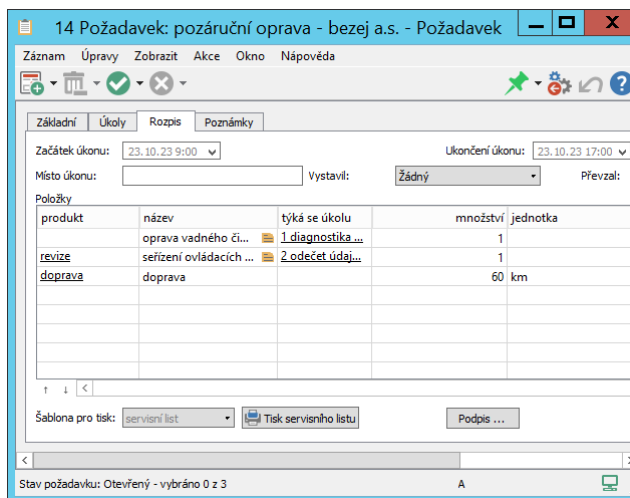 14 Požadavek: pozáruční oprava - bezej a.s. - Požadavek
Záznam Úpravy Zobrazit Akce Okno Nápověda
Základní Úkoly Rozpis Poznámky
Začátek úkonu: 23.10.23 9:00 Ukončení úkonu: 23.10.23 17:00
Místo úkonu: Vystavil: Žádný Převzal:
Položky
produkt název týká se úkolu množství jednotka
oprava vadného či... 1 diagnostika ... 1
revize seřízení ovládacích ... 2 odečet údaj... 1
doprava doprava 60 km
Šablona pro tisk: servisní list Tisk servisního listu Podpis ...
Stav požadavku: Otevřený - vybráno 0 z 3 A